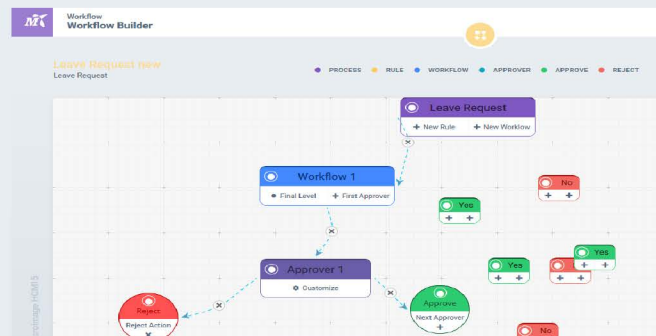 Workflow
Workflow Builder
Leave Request new
Leave Request
PROCESS RULE WORKFLOW APPROVER APPROVE REJECT
Leave Request
+ New Rule + New Worklow
Workflow 1
Final Level + First Approver
No
+ +
Yes
+ +
Yes
+ +
Approver 1
Customize
Yes
+ +
+ +
Reject
Reject Action
Approve
Next Approver
+
No